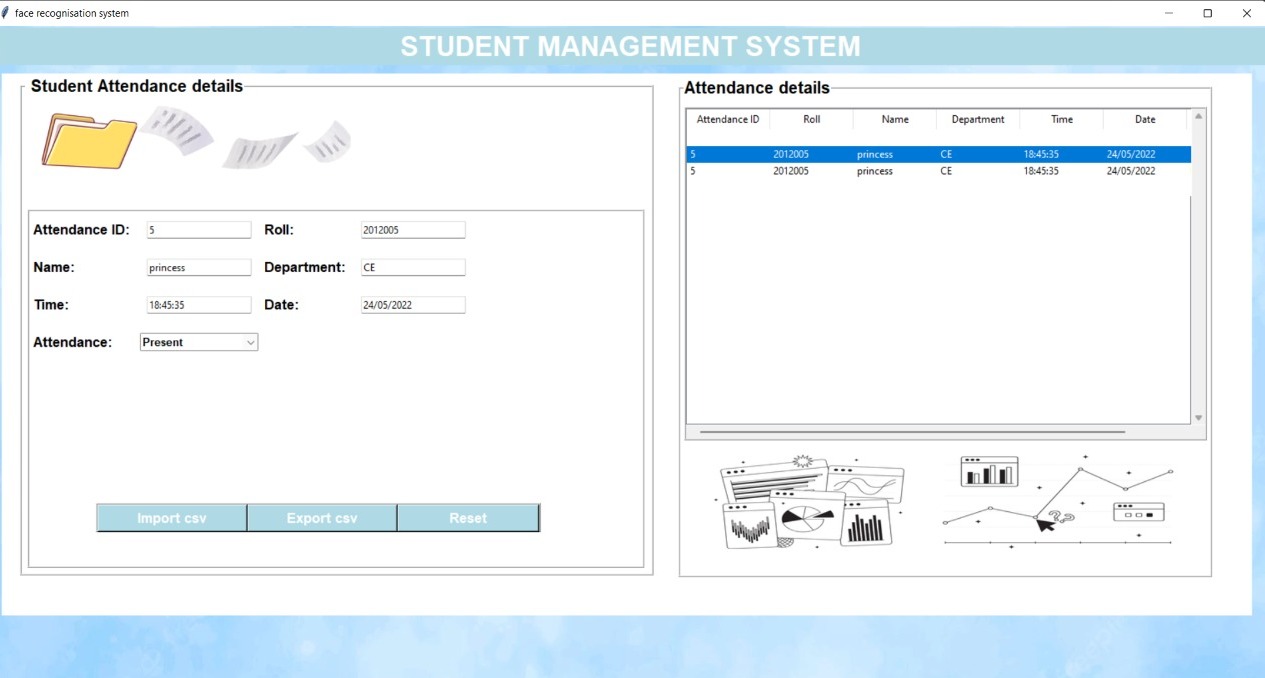 face recognisation system
STUDENT MANAGEMENT SYSTEM
Student Attendance details
Attendance ID: 5 Roll: 2012005
Name: princess Department: CE
Time: 18:45:35 Date: 24/05/2022
Attendance: Present
Import csv Export csv Reset
Attendance details
Attendance ID Roll Name Department Time Date
5 2012005 princess CE 18:45:35 24/05/2022
5 2012005 princess CE 18:45:35 24/05/2022
??